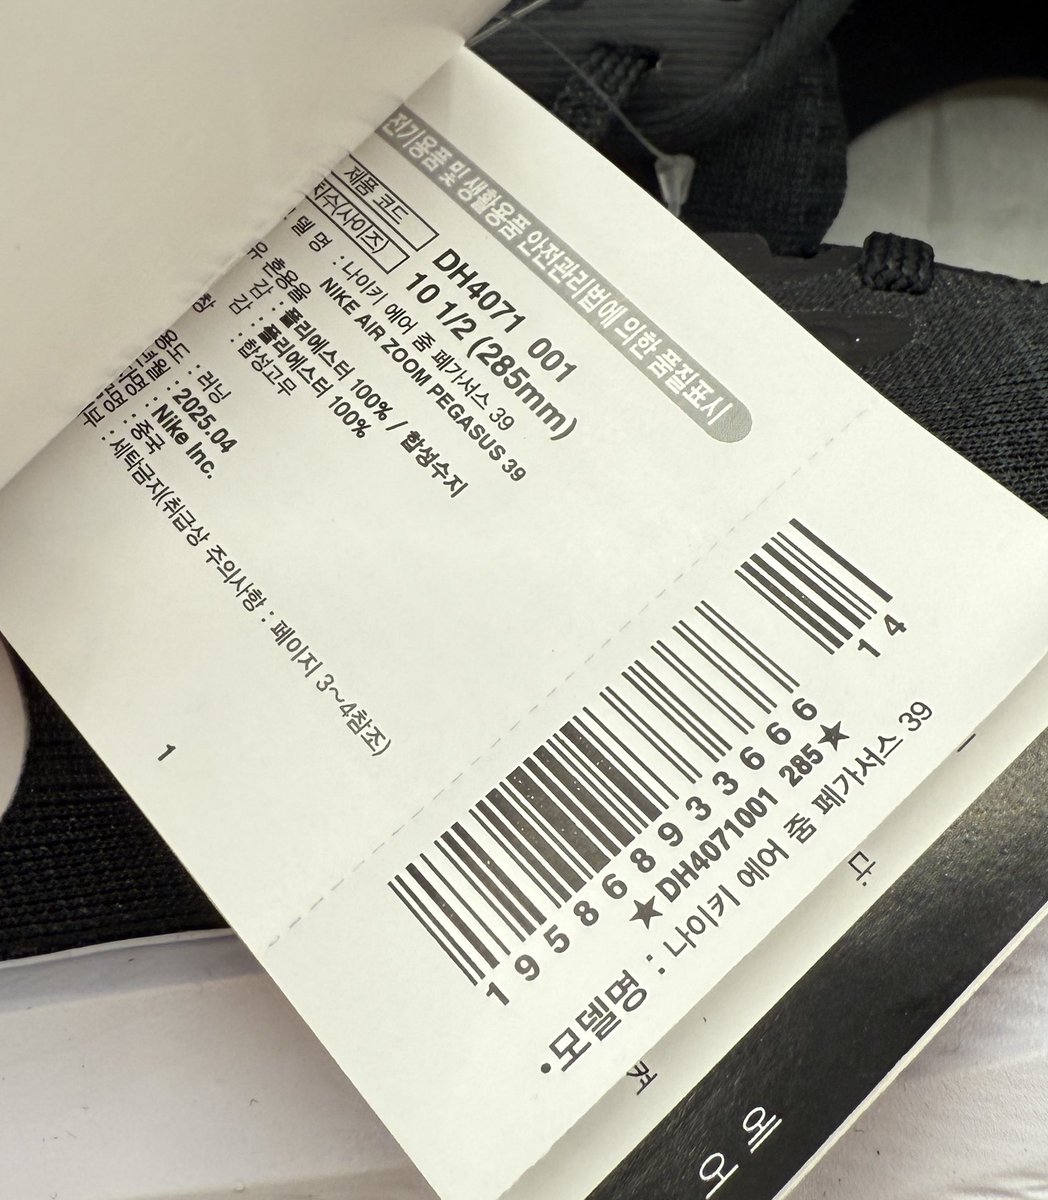 전기용품 및 생활용품 안전관리법에 의한 품질표시
제품 코드 DH4071 001
치수(사이즈) 10 1/2 (285mm)
델 명 : 나이키 에어 줌 페가서스 39
NIKE AIR ZOOM PEGASUS 39
용 : 폴리에스터 100% / 합성수지
감 : 폴리에스터 100%
창 : 합성고무
용도 : 러닝
: 2025.04
: Nike Inc.
: 중국
: 세탁금지(취급상 주의사항 : 페이지 3~4참조)
1
1 4
1 9 5 8 6 8 9 3 3 6 6 6
★DH4071001 285★
•모델명 : 나이키 에어 줌 페가서스 39
다.
오 옥